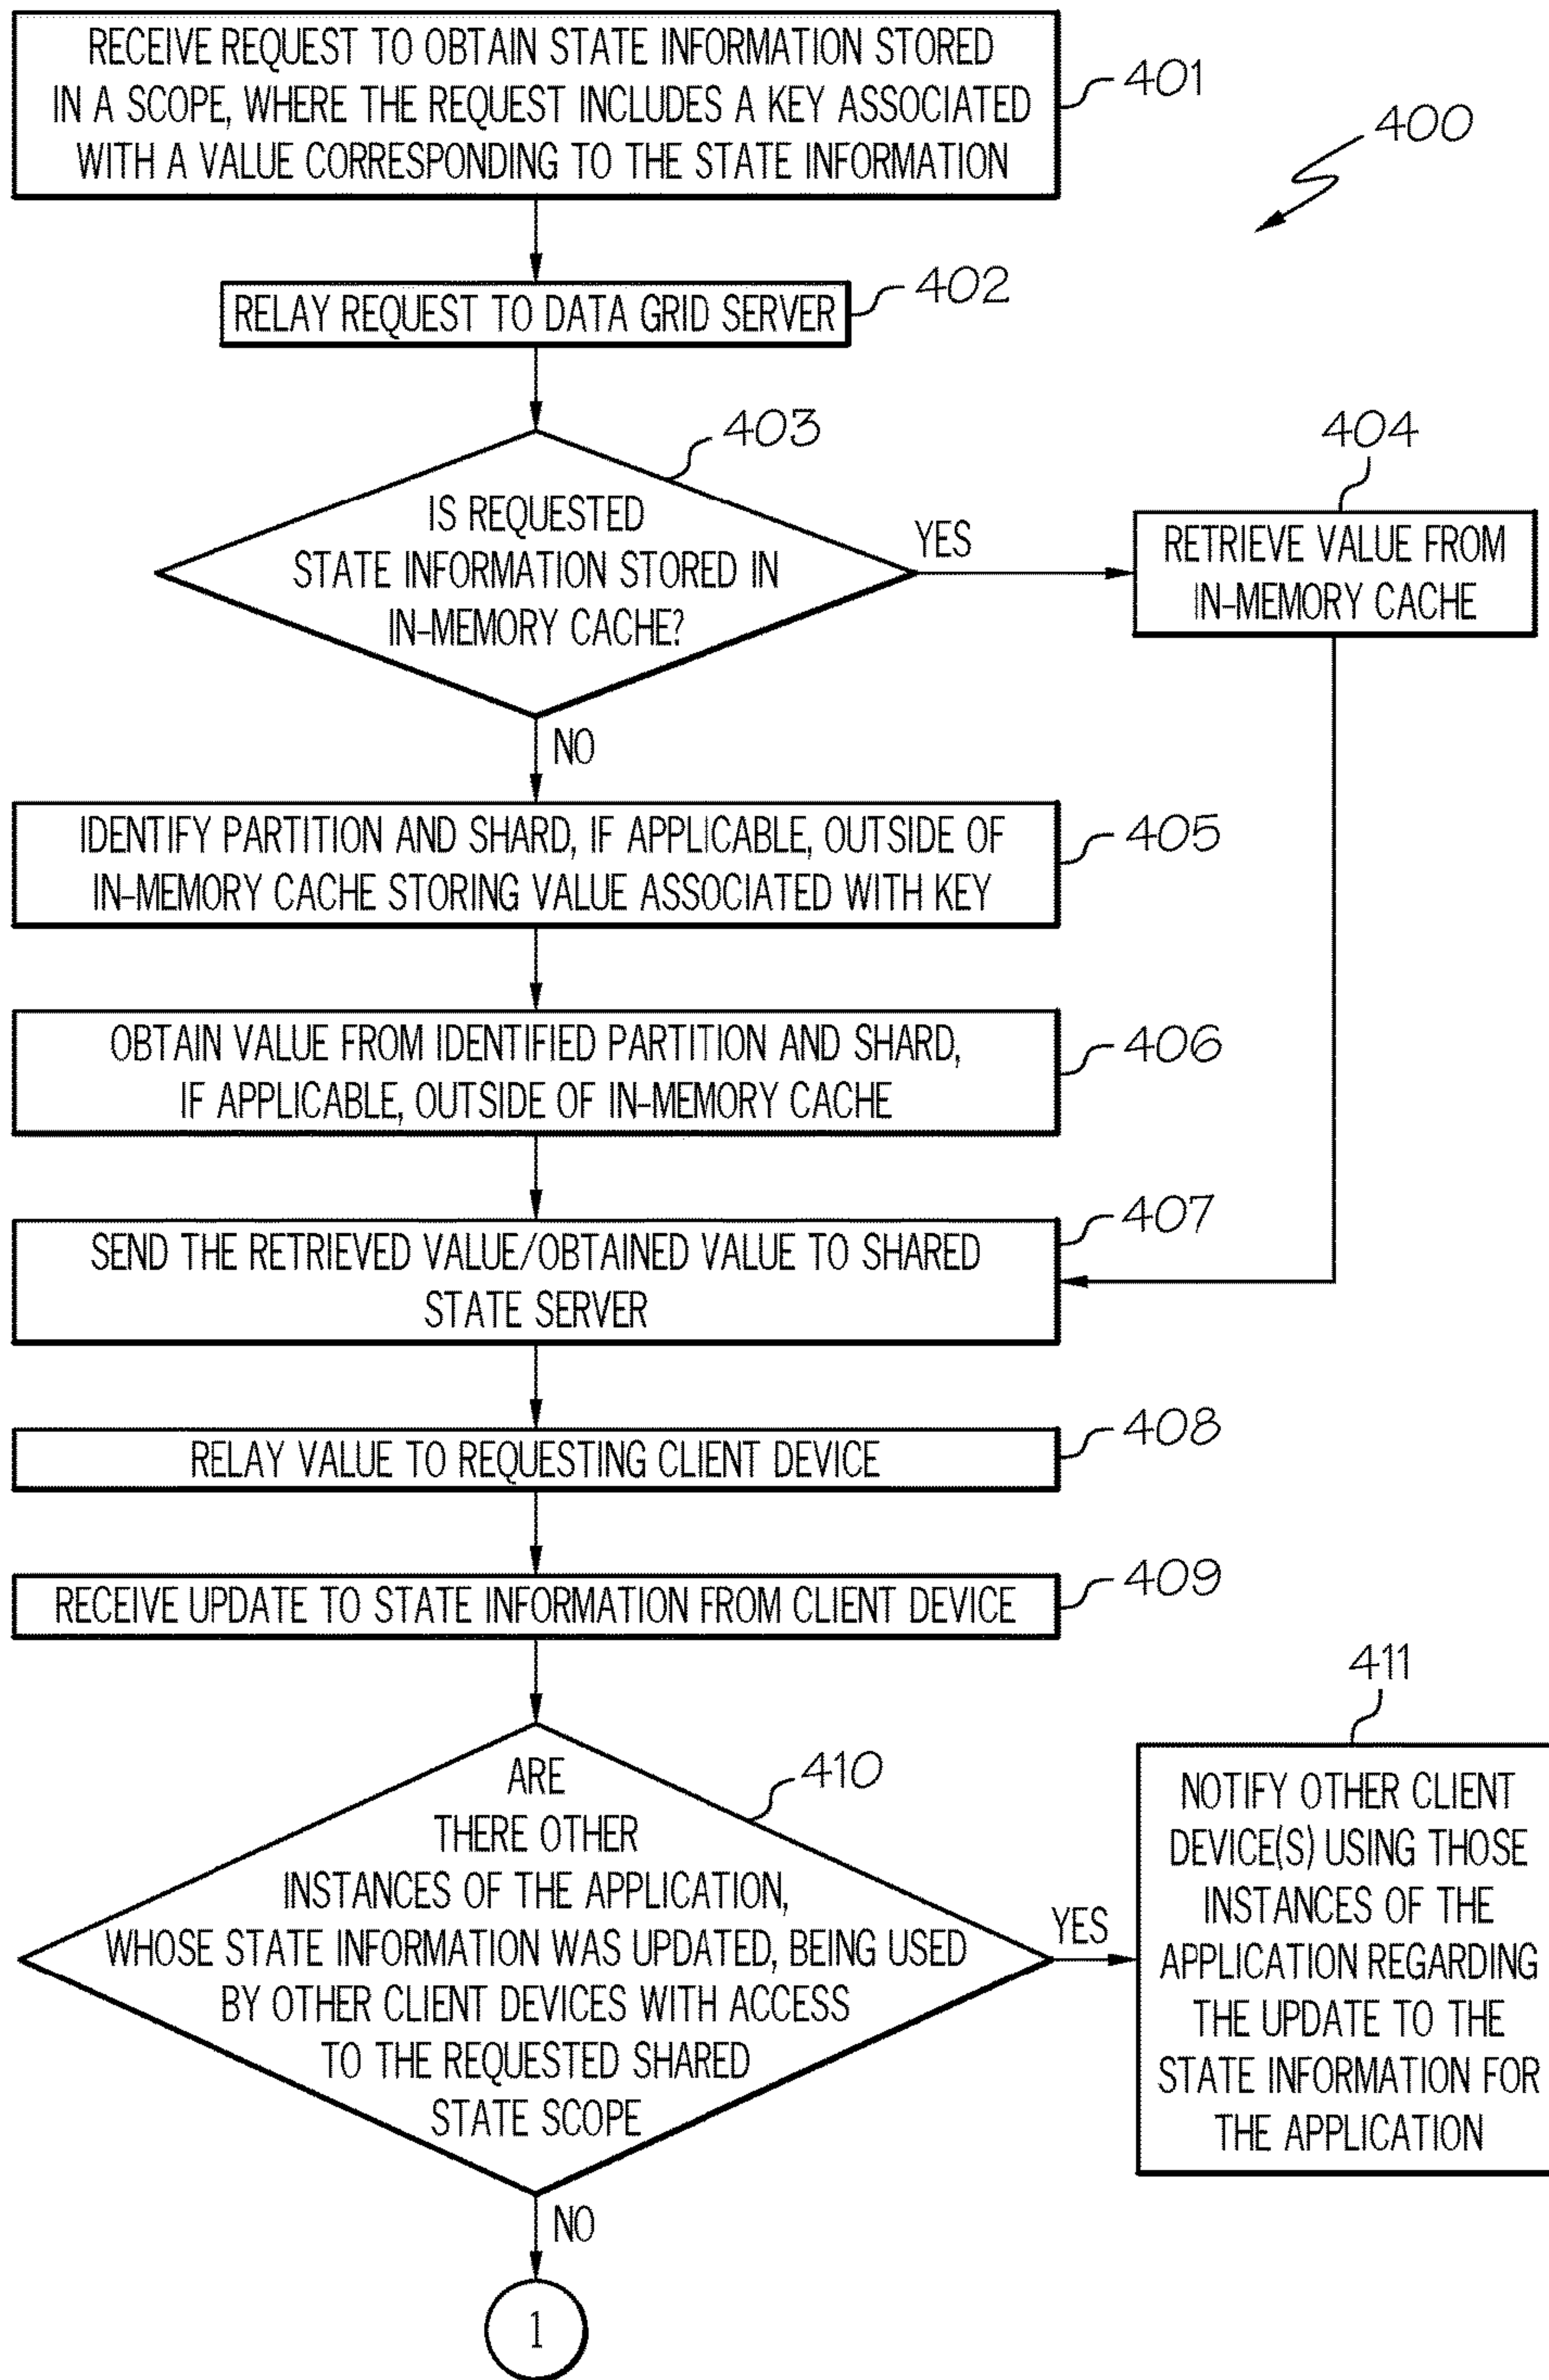 RECEIVE REQUEST TO OBTAIN STATE INFORMATION STORED
IN A SCOPE, WHERE THE REQUEST INCLUDES A KEY ASSOCIATED
WITH A VALUE CORRESPONDING TO THE STATE INFORMATION
401
400
RELAY REQUEST TO DATA GRID SERVER
402
403
IS REQUESTED
STATE INFORMATION STORED IN
IN-MEMORY CACHE?
YES
404
RETRIEVE VALUE FROM
IN-MEMORY CACHE
NO
IDENTIFY PARTITION AND SHARD, IF APPLICABLE, OUTSIDE OF
IN-MEMORY CACHE STORING VALUE ASSOCIATED WITH KEY
405
OBTAIN VALUE FROM IDENTIFIED PARTITION AND SHARD,
IF APPLICABLE, OUTSIDE OF IN-MEMORY CACHE
406
SEND THE RETRIEVED VALUE/OBTAINED VALUE TO SHARED
STATE SERVER
407
RELAY VALUE TO REQUESTING CLIENT DEVICE
408
RECEIVE UPDATE TO STATE INFORMATION FROM CLIENT DEVICE
409
410
ARE
THERE OTHER
INSTANCES OF THE APPLICATION,
WHOSE STATE INFORMATION WAS UPDATED, BEING USED
BY OTHER CLIENT DEVICES WITH ACCESS
TO THE REQUESTED SHARED
STATE SCOPE
YES
411
NOTIFY OTHER CLIENT
DEVICE(S) USING THOSE
INSTANCES OF THE
APPLICATION REGARDING
THE UPDATE TO THE
STATE INFORMATION FOR
THE APPLICATION
NO
1